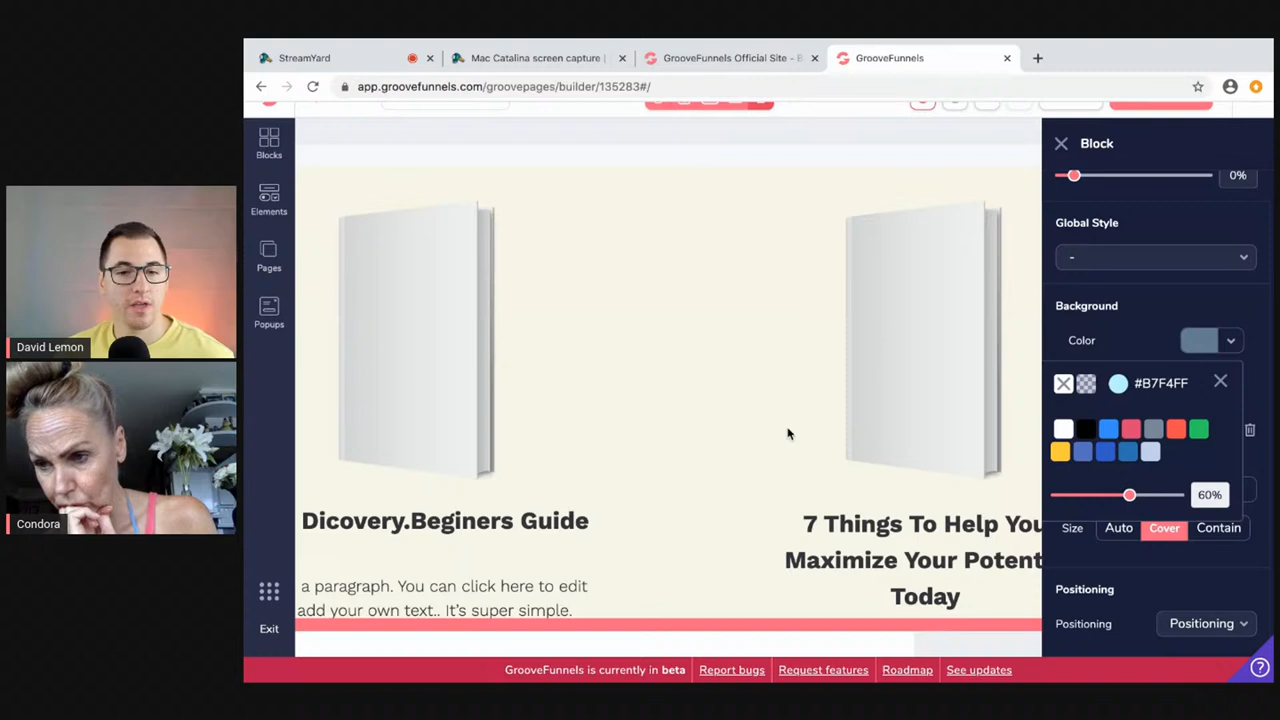 StreamYard
Mac Catalina screen capture |
GrooveFunnels Official Site - B
GrooveFunnels
app.groovefunnels.com/groovepages/builder/135283#/
Blocks
Elements
Pages
Popups
Exit
Dicovery.Beginers Guide
a paragraph. You can click here to edit
add your own text.. It's super simple.
7 Things To Help You
Maximize Your Potent
Today
Block
0%
Global Style
-
Background
Color
#B7F4FF
60%
Size
Auto
Cover
Contain
Positioning
Positioning
Positioning
GrooveFunnels is currently in beta
Report bugs
Request features
Roadmap
See updates
?
David Lemon
Condora